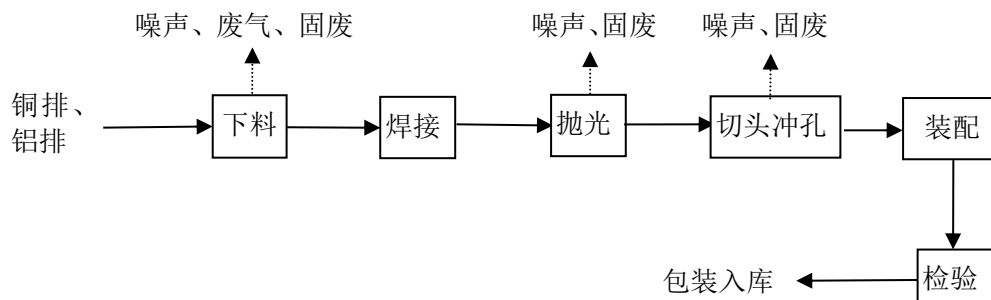 噪声、废气、固废
噪声、固废
噪声、固废
铜排、
铝排
下料
焊接
抛光
切头冲孔
装配
包装入库
检验